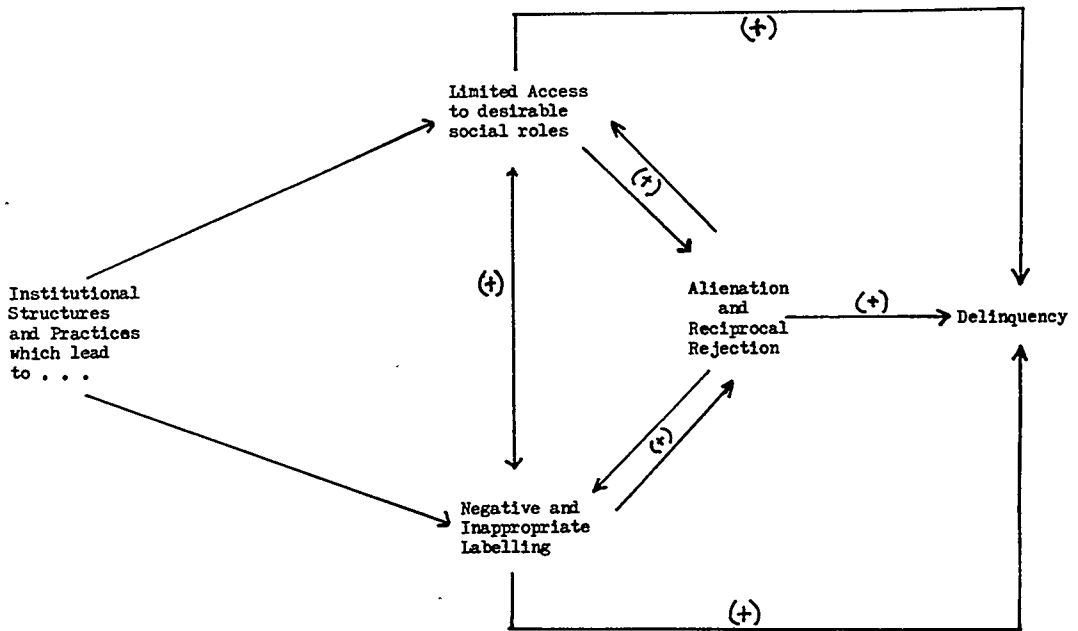 (+)
Limited Access
to desirable
social roles
(+)
(+)
Institutional
Structures
and Practices
which lead
to . . .
Alienation
and
Reciprocal
Rejection
(+)
Delinquency
(+)
Negative and
Inappropriate
Labelling
(+)